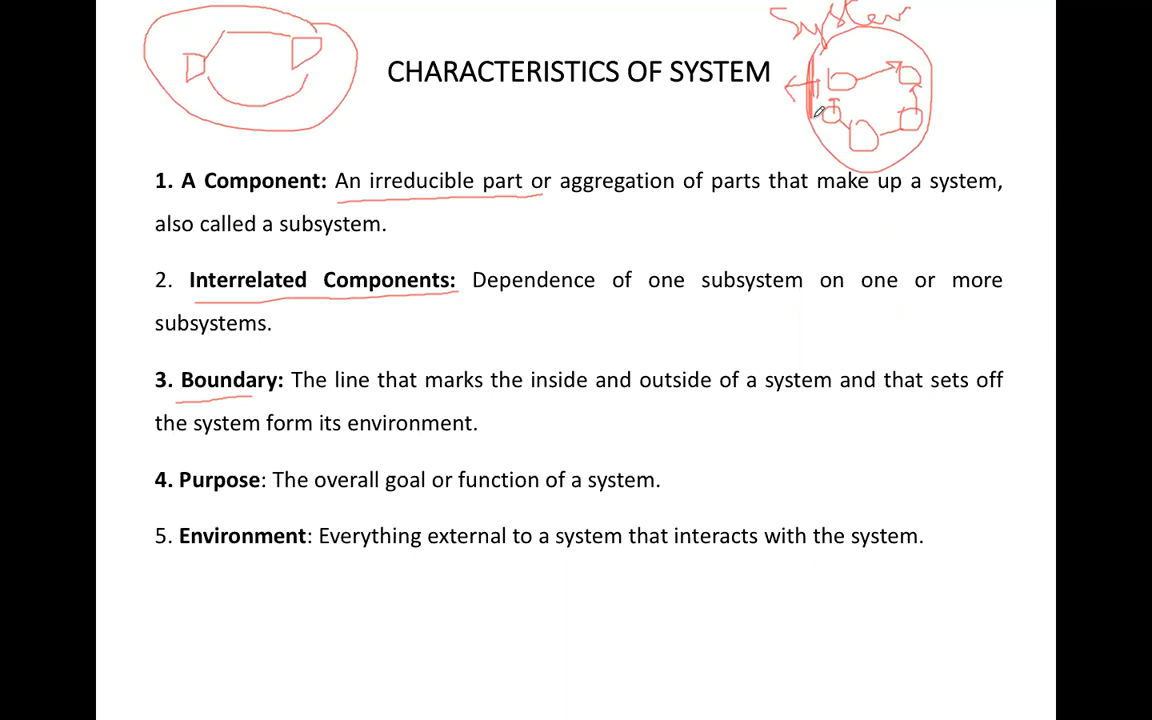 System
CHARACTERISTICS OF SYSTEM
1. A Component: An irreducible part or aggregation of parts that make up a system,
also called a subsystem.
2. Interrelated Components: Dependence of one subsystem on one or more
subsystems.
3. Boundary: The line that marks the inside and outside of a system and that sets off
the system form its environment.
4. Purpose: The overall goal or function of a system.
5. Environment: Everything external to a system that interacts with the system.